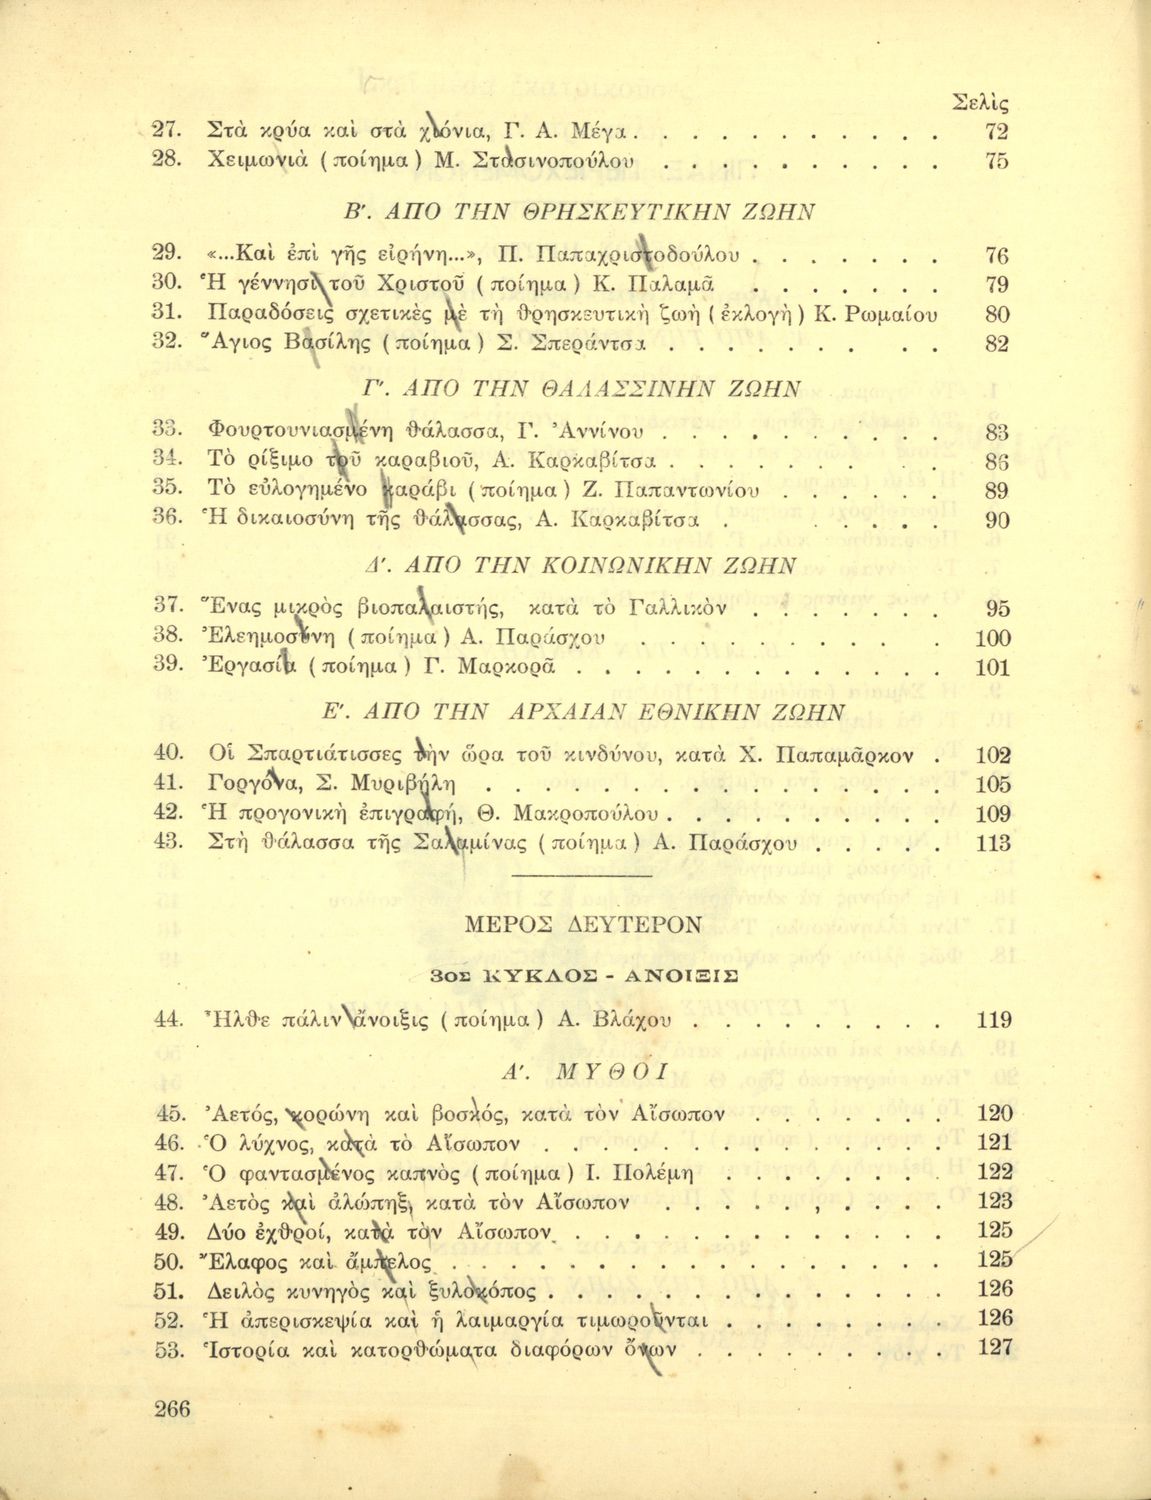 Σελὶς
27. Στὰ κρύα καὶ στὰ χιόνια, Γ. Α. Μέγα . . . . . . . . . . . 72
28. Χειμωνιὰ ( ποίημα ) Μ. Στασινοπούλου . . . . . . . . . . 75
Β'. ΑΠΟ ΤΗΝ ΘΡΗΣΚΕΥΤΙΚΗΝ ΖΩΗΝ
29. «...Καὶ ἐπὶ γῆς εἰρήνη...», Π. Παπαχριστοδούλου . . . . . . . 76
30. Ἡ γέννησι τοῦ Χριστοῦ ( ποίημα ) Κ. Παλαμᾶ . . . . . . . 79
31. Παραδόσεις σχετικὲς μὲ τὴ θρησκευτικὴ ζωὴ ( ἐκλογὴ ) Κ. Ρωμαίου 80
32. Ἅγιος Βασίλης ( ποίημα ) Σ. Σπεράντσα . . . . . . . . . 82
Γ'. ΑΠΟ ΤΗΝ ΘΑΛΑΣΣΙΝΗΝ ΖΩΗΝ
33. Φουρτουνιασμένη θάλασσα, Γ. Ἀννίνου . . . . . . . . . . 83
34. Τὸ ρίξιμο τοῦ καραβιοῦ, Α. Καρκαβίτσα . . . . . . . . . 86
35. Τὸ εὐλογημένο καράβι ( ποίημα ) Ζ. Παπαντωνίου . . . . . . 89
36. Ἡ δικαιοσύνη τῆς θάλασσας, Α. Καρκαβίτσα . . . . . . 90
Δ'. ΑΠΟ ΤΗΝ ΚΟΙΝΩΝΙΚΗΝ ΖΩΗΝ
37. Ἕνας μικρὸς βιοπαλαιστής, κατὰ τὸ Γαλλικὸν . . . . . . . 95
38. Ἐλεημοσύνη ( ποίημα ) Α. Παράσχου . . . . . . . . . . 100
39. Ἐργασία ( ποίημα ) Γ. Μαρκορᾶ . . . . . . . . . . . . . 101
Ε'. ΑΠΟ ΤΗΝ ΑΡΧΑΙΑΝ ΕΘΝΙΚΗΝ ΖΩΗΝ
40. Οἱ Σπαρτιάτισσες τὴν ὥρα τοῦ κινδύνου, κατὰ Χ. Παπαμᾶρκον . 102
41. Γοργόνα, Σ. Μυριβήλη . . . . . . . . . . . . . . . . 105
42. Ἡ προγονικὴ ἐπιγραφή, Θ. Μακροπούλου . . . . . . . . . . 109
43. Στὴ θάλασσα τῆς Σαλαμίνας ( ποίημα ) Α. Παράσχου . . . . . 113
ΜΕΡΟΣ ΔΕΥΤΕΡΟΝ
3ΟΣ ΚΥΚΛΟΣ - ΑΝΟΙΞΙΣ
44. Ἦλθε πάλιν ἄνοιξις ( ποίημα ) Α. Βλάχου . . . . . . . . . 119
Α'. ΜΥΘΟΙ
45. Ἀετός, κορώνη καὶ βοσκός, κατὰ τὸν Αἴσωπον . . . . . . . 120
46. Ὁ λύχνος, κατὰ τὸ Αἴσωπον . . . . . . . . . . . . . . 121
47. Ὁ φαντασμένος καπνὸς ( ποίημα ) Ι. Πολέμη . . . . . . . . 122
48. Ἀετὸς καὶ ἀλώπηξ, κατὰ τὸν Αἴσωπον . . . . . , . . . . 123
49. Δύο ἐχθροί, κατὰ τὸν Αἴσωπον . . . . . . . . . . . . . 125
50. Ἔλαφος καὶ ἄμπελος . . . . . . . . . . . . . . . . . 125
51. Δειλὸς κυνηγὸς καὶ ξυλοκόπος . . . . . . . . . . . . . . 126
52. Ἡ ἀπερισκεψία καὶ ἡ λαιμαργία τιμωροῦνται . . . . . . . . 126
53. Ἱστορία καὶ κατορθώματα διαφόρων ὄνων . . . . . . . . . 127
266